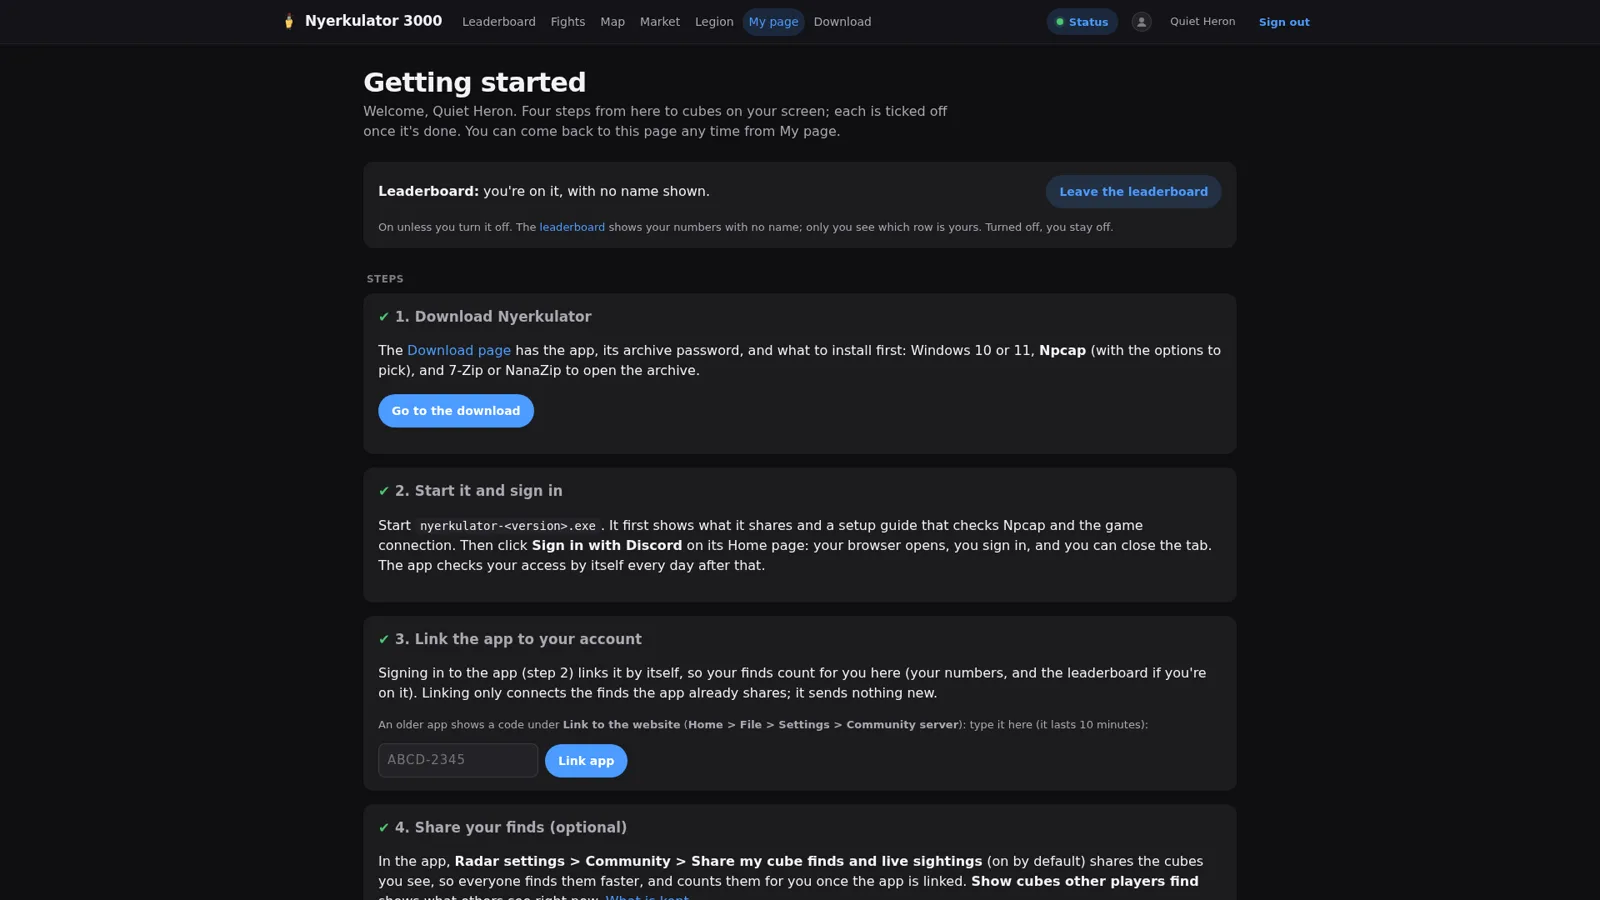 Nyerkulator 3000 Leaderboard Fights Map Market Legion My page Download Status Quiet Heron Sign out
Getting started
Welcome, Quiet Heron. Four steps from here to cubes on your screen; each is ticked off
once it's done. You can come back to this page any time from My page.
Leaderboard: you're on it, with no name shown.
Leave the leaderboard
On unless you turn it off. The leaderboard shows your numbers with no name; only you see which row is yours. Turned off, you stay off.
STEPS
✔ 1. Download Nyerkulator
The Download page has the app, its archive password, and what to install first: Windows 10 or 11, Npcap (with the options to
pick), and 7-Zip or NanaZip to open the archive.
Go to the download
✔ 2. Start it and sign in
Start nyerkulator-<version>.exe. It first shows what it shares and a setup guide that checks Npcap and the game
connection. Then click Sign in with Discord on its Home page: your browser opens, you sign in, and you can close the tab.
The app checks your access by itself every day after that.
✔ 3. Link the app to your account
Signing in to the app (step 2) links it by itself, so your finds count for you here (your numbers, and the leaderboard if you're
on it). Linking only connects the finds the app already shares; it sends nothing new.
An older app shows a code under Link to the website (Home > File > Settings > Community server): type it here (it lasts 10 minutes):
ABCD-2345 Link app
✔ 4. Share your finds (optional)
In the app, Radar settings > Community > Share my cube finds and live sightings (on by default) shares the cubes
you see, so everyone finds them faster, and counts them for you once the app is linked. Show cubes other players find
shows what others see right now. What is kept